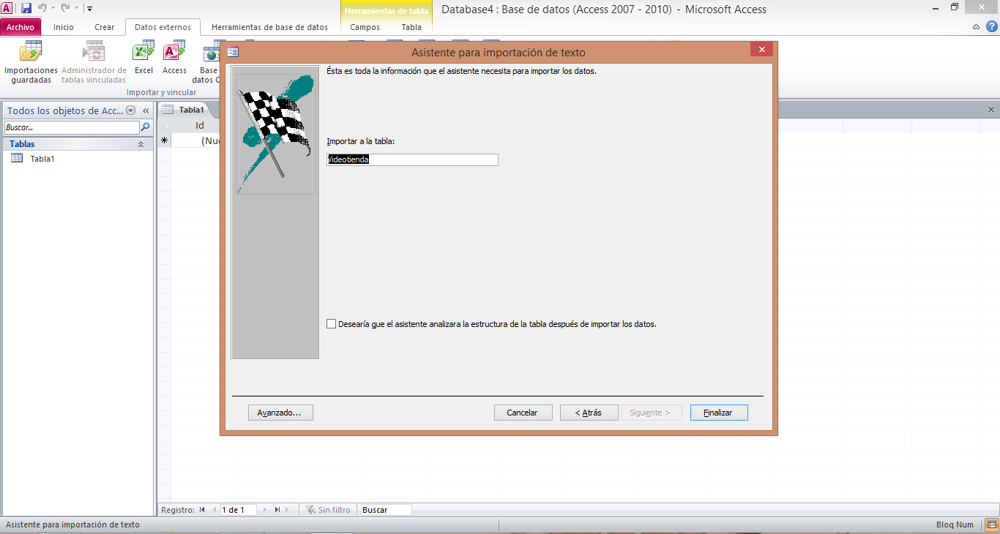 Herramientas de tabla
Database4 : Base de datos (Access 2007 - 2010) - Microsoft Access
Archivo Inicio Crear Datos externos Herramientas de base de datos Campos Tabla
Importaciones guardadas
Administrador de tablas vinculadas
Excel
Access
Base
datos
Importar y vincular
Asistente para importación de texto
Ésta es toda la información que el asistente necesita para importar los datos.
Importar a la tabla:
Videotienda
Desearía que el asistente analizara la estructura de la tabla después de importar los datos.
Avanzado...
Cancelar
< Atrás
Siguiente >
Finalizar
Todos los objetos de Acc...
Buscar...
Tablas
Tabla1
Tabla1
Id
(Nu
Registro: 1 de 1 Sin filtro Buscar
Asistente para importación de texto
Bloq Num